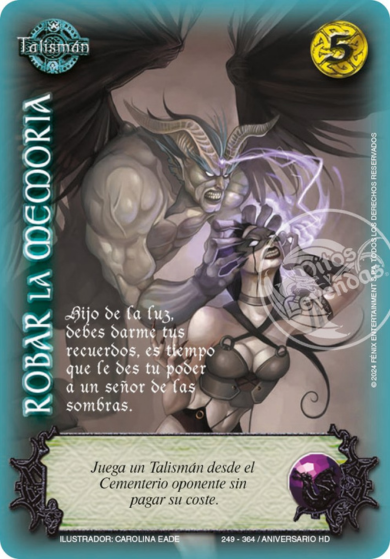 Talismán
5
ROBAR LA MEMORIA
Mitos
Leyendas
Hijo de la luz,
debes darme tus
recuerdos, es tiempo
que le des tu poder
a un señor de las
sombras.
© 2024 FÉNIX ENTERTAINMENT TODOS LOS DERECHOS RESERVADOS
Juega un Talismán desde el
Cementerio oponente sin
pagar su coste.
ILUSTRADOR: CAROLINA EADE 249 - 364 / ANIVERSARIO HD